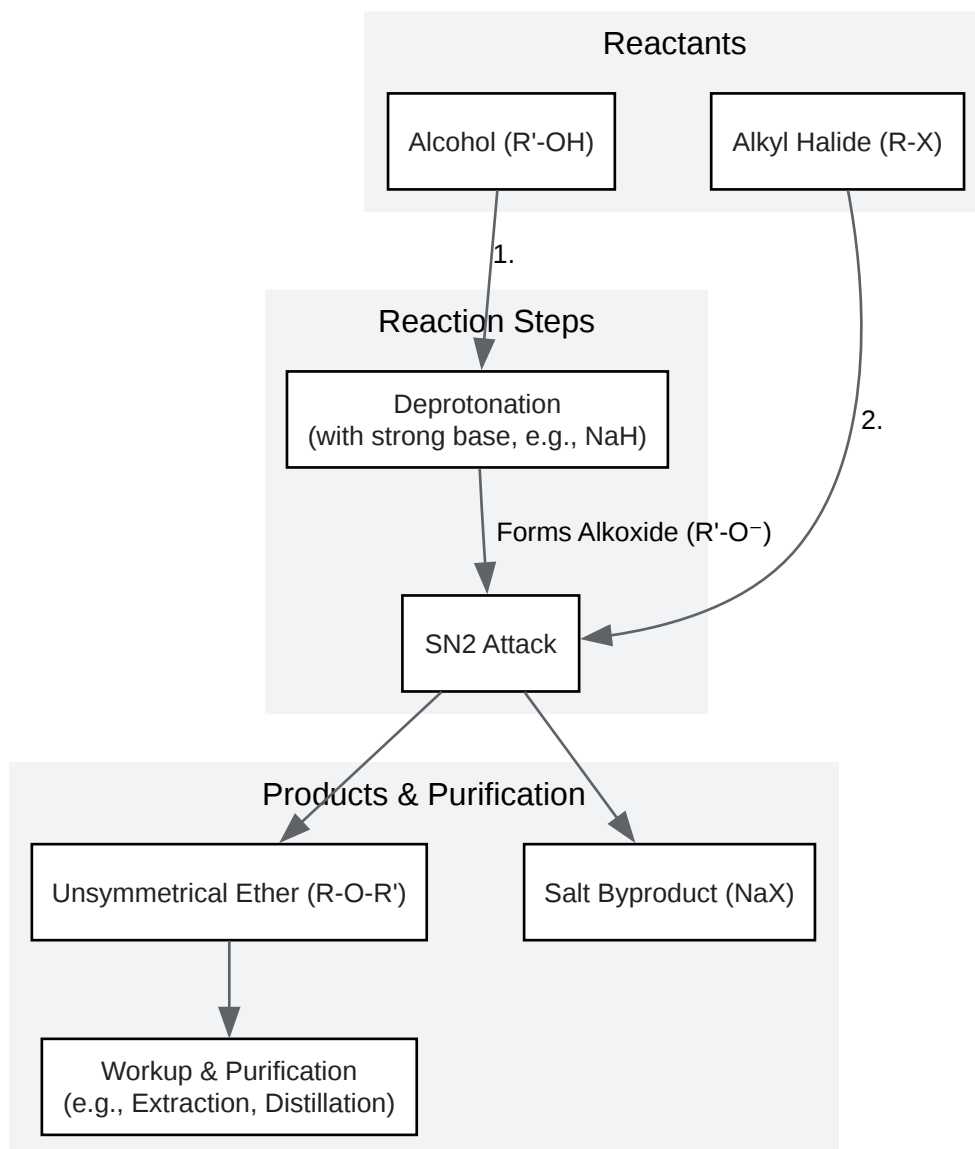 Reactants
Alcohol (R'-OH)
Alkyl Halide (R-X)
1.
Reaction Steps
Deprotonation
(with strong base, e.g., NaH)
2.
Forms Alkoxide (R'-O⁻)
SN2 Attack
Products & Purification
Unsymmetrical Ether (R-O-R')
Salt Byproduct (NaX)
Workup & Purification
(e.g., Extraction, Distillation)